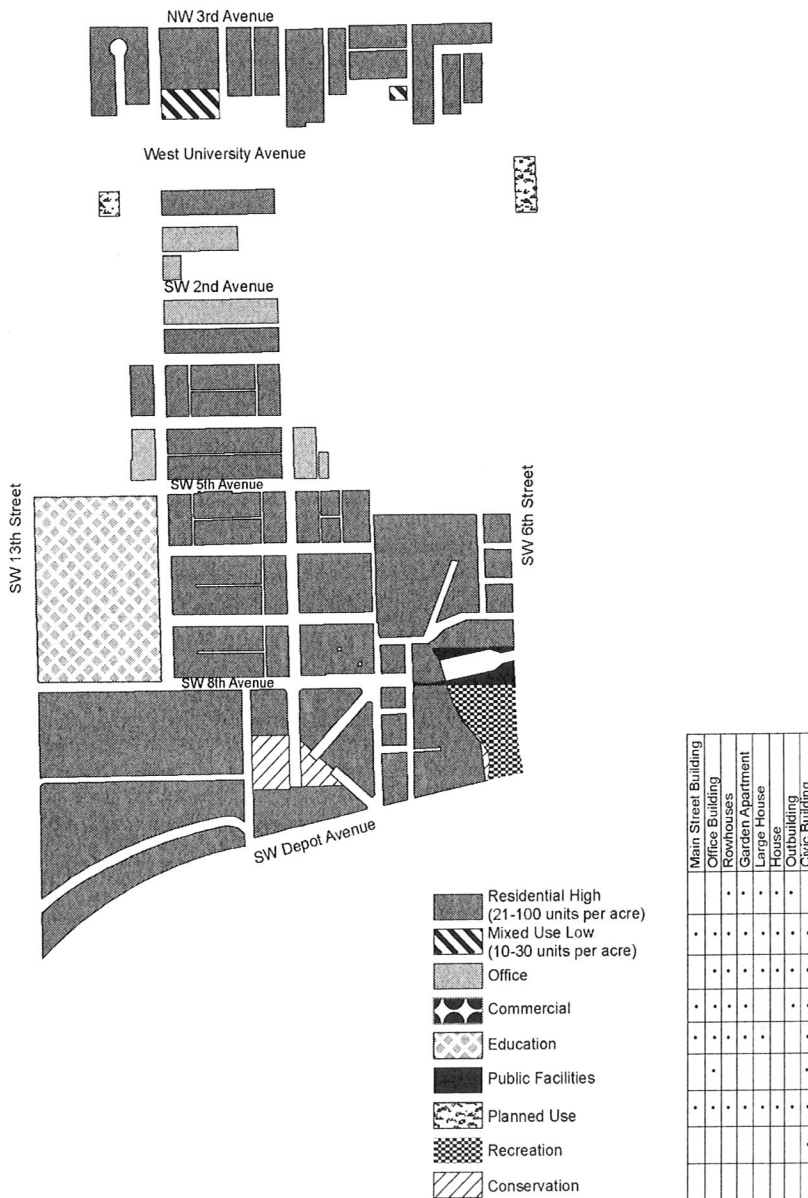 NW 3rd Avenue
West University Avenue
SW 2nd Avenue
SW 5th Avenue
SW 13th Street
SW 6th Street
SW 8th Avenue
SW Depot Avenue
Residential High
(21-100 units per acre)
Mixed Use Low
(10-30 units per acre)
Office
Commercial
Education
Public Facilities
Planned Use
Recreation
Conservation
Main Street Building
Office Building
Rowhouses
Garden Apartment
Large House
House
Outbuilding
Civic Building